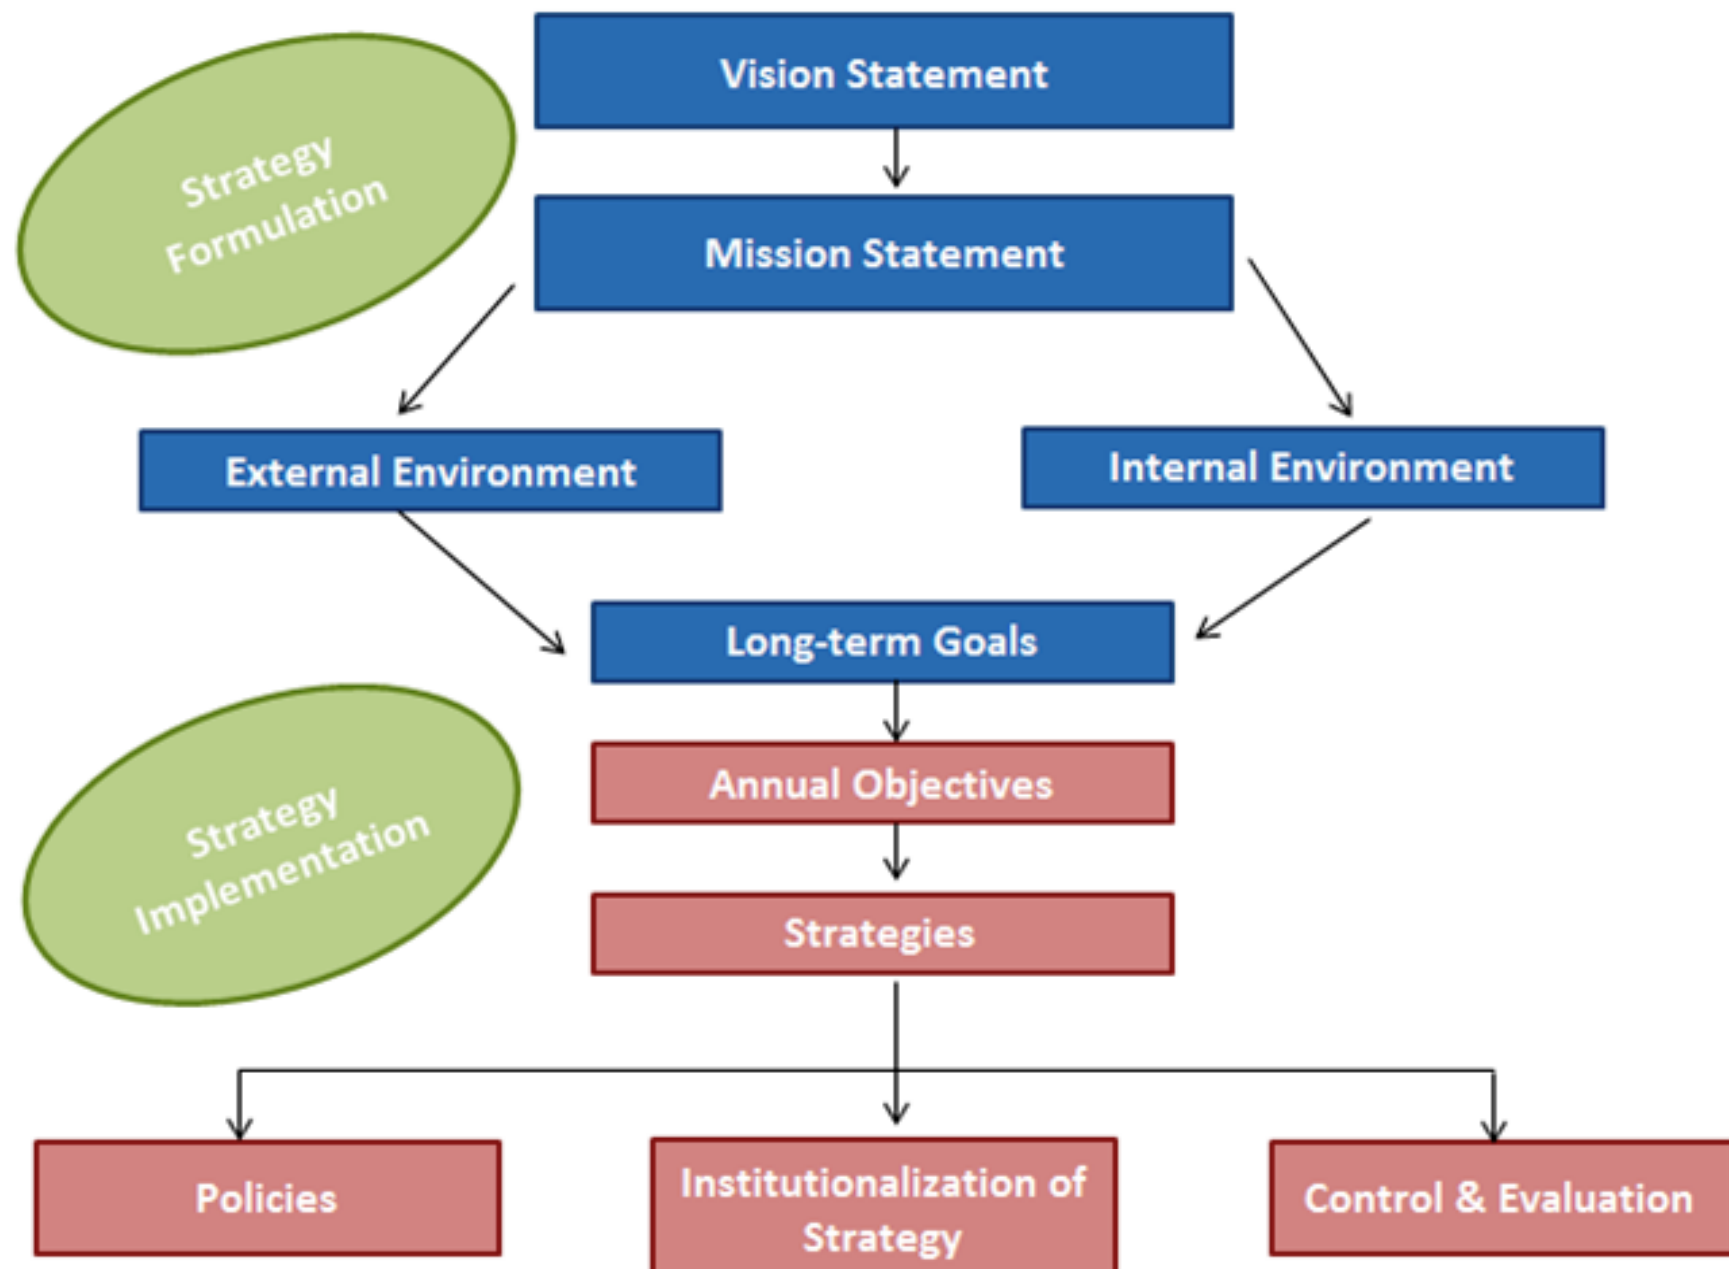 Vision Statement
Strategy
Formulation
Mission Statement
External Environment
Internal Environment
Long-term Goals
Strategy
Implementation
Annual Objectives
Strategies
Policies
Institutionalization of
Strategy
Control & Evaluation